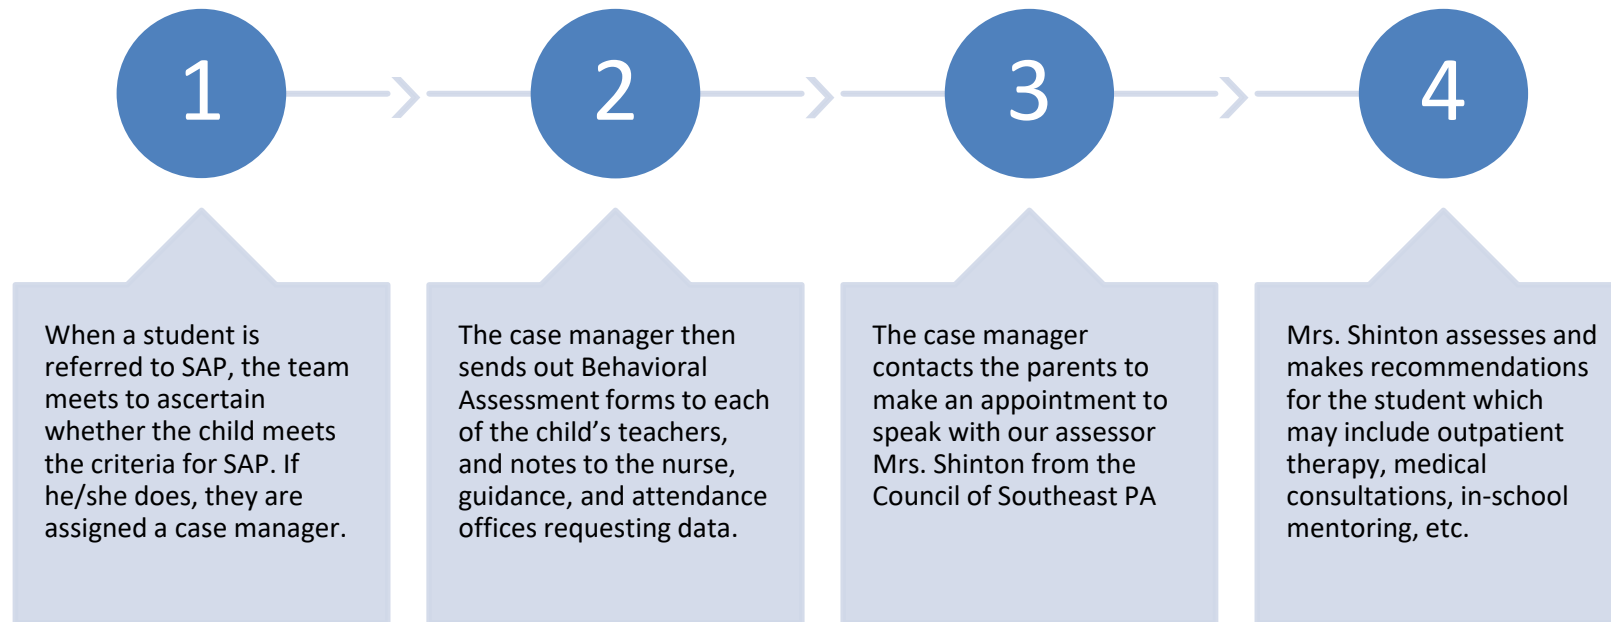 1
2
3
4
When a student is
referred to SAP, the team
meets to ascertain
whether the child meets
the criteria for SAP. If
he/she does, they are
assigned a case manager.
The case manager then
sends out Behavioral
Assessment forms to each
of the child’s teachers,
and notes to the nurse,
guidance, and attendance
offices requesting data.
The case manager
contacts the parents to
make an appointment to
speak with our assessor
Mrs. Shinton from the
Council of Southeast PA
Mrs. Shinton assesses and
makes recommendations
for the student which
may include outpatient
therapy, medical
consultations, in-school
mentoring, etc.